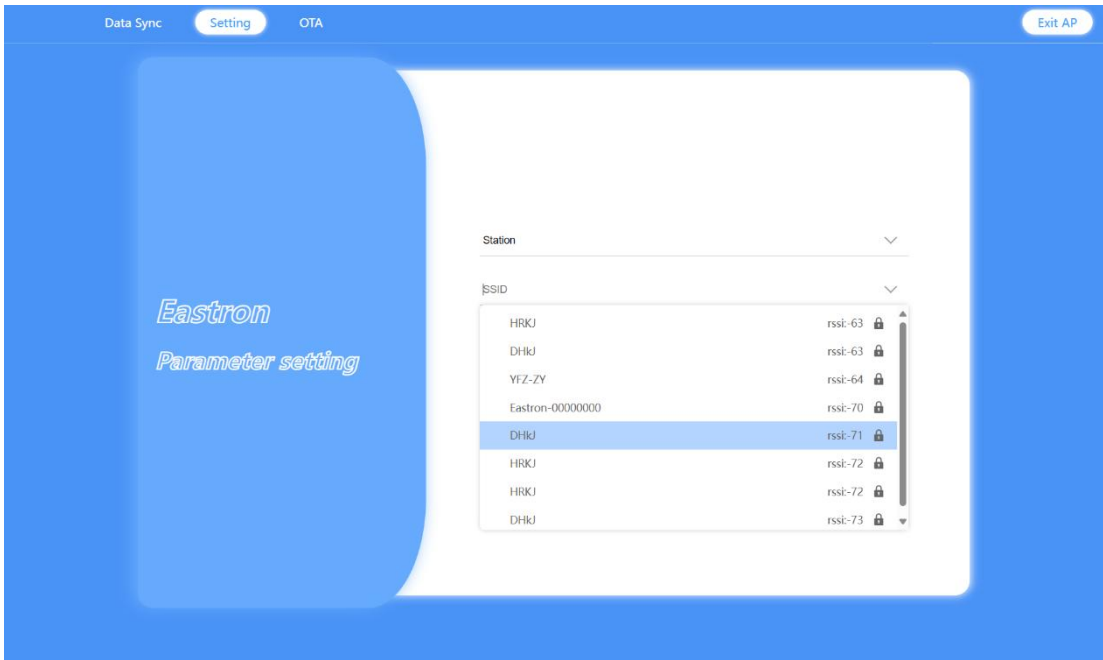 Data Sync Setting OTA Exit AP
Station
SSID
Eastron
Parameter setting
HRKJ rssi:-63
DHkJ rssi:-63
YFZ-ZY rssi:-64
Eastron-00000000 rssi:-70
DHkJ rssi:-71
HRKJ rssi:-72
HRKJ rssi:-72
DHkJ rssi:-73